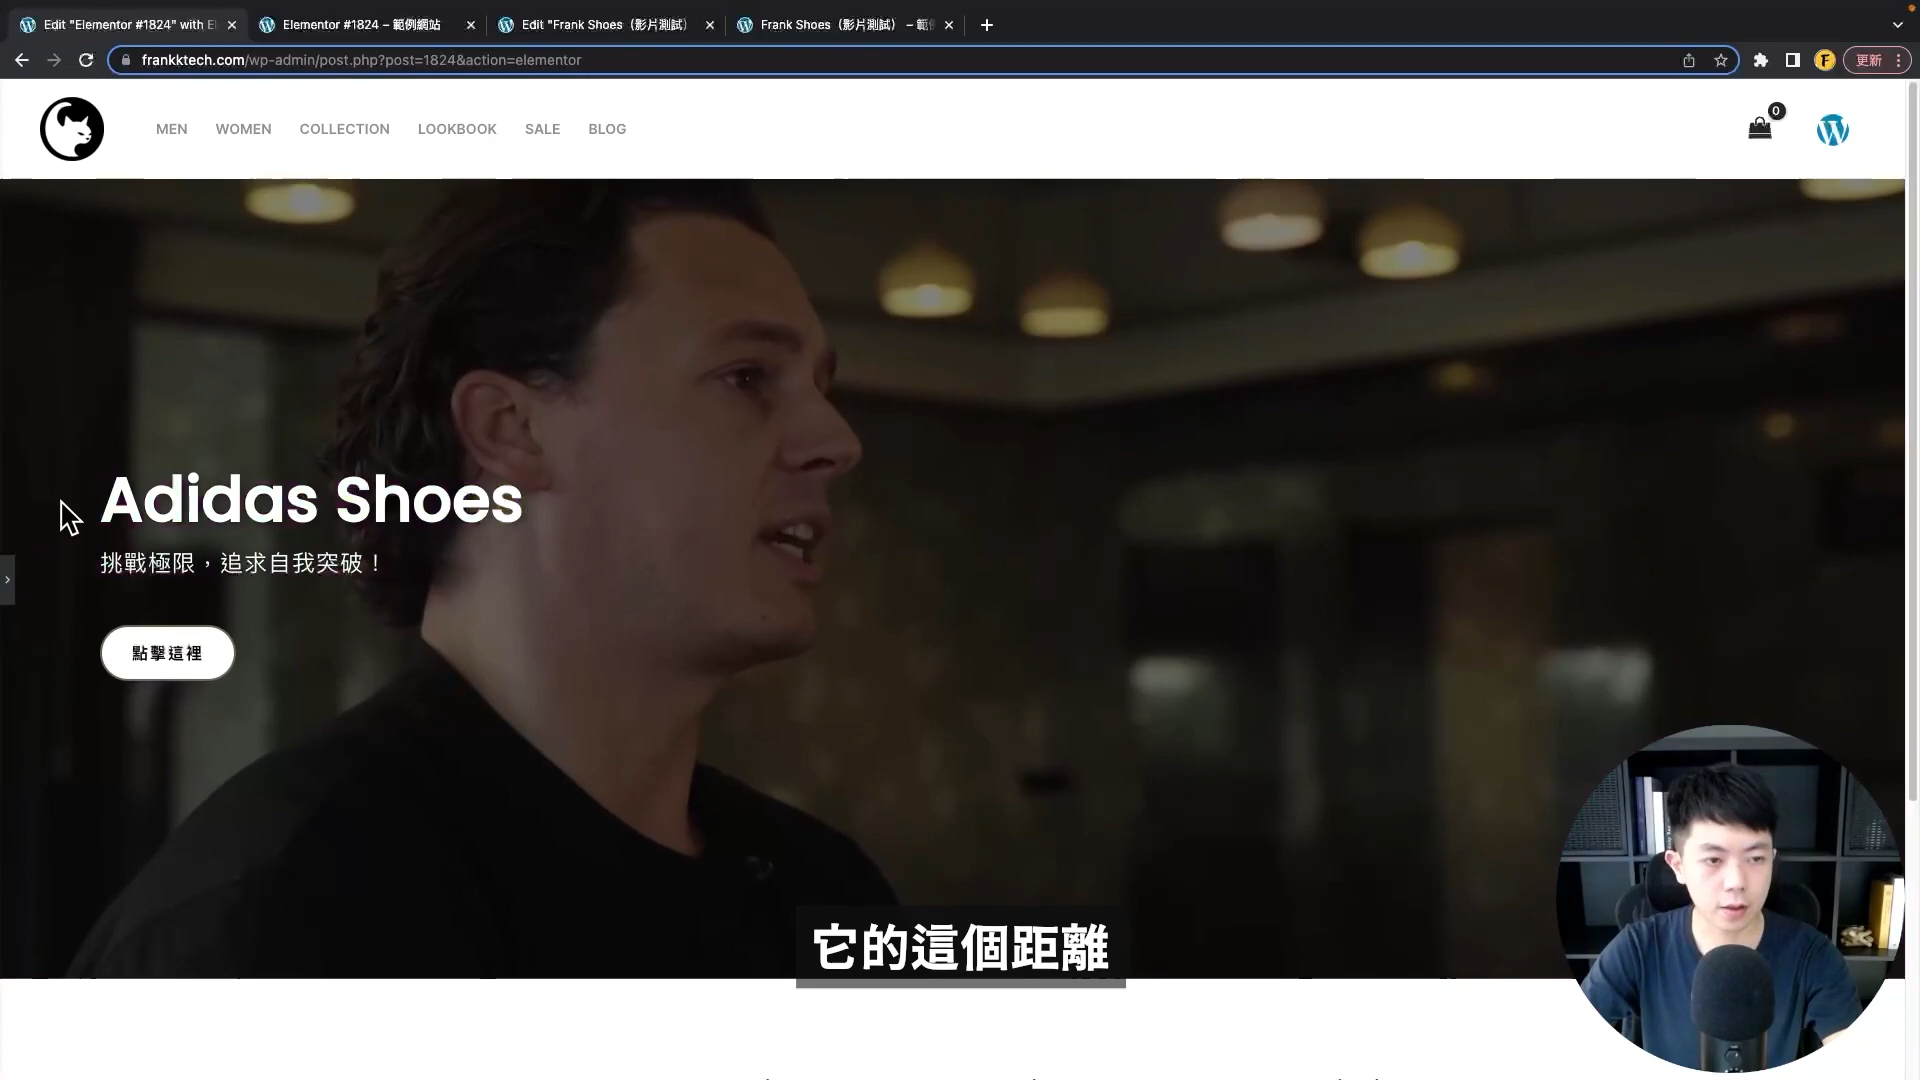 Edit "Elementor #1824" with El
Elementor #1824 – 範例網站
Edit "Frank Shoes（影片測試）
Frank Shoes（影片測試） – 範例
frankktech.com/wp-admin/post.php?post=1824&action=elementor
更新
MEN
WOMEN
COLLECTION
LOOKBOOK
SALE
BLOG
0
Adidas Shoes
挑戰極限，追求自我突破！
點擊這裡
它的這個距離